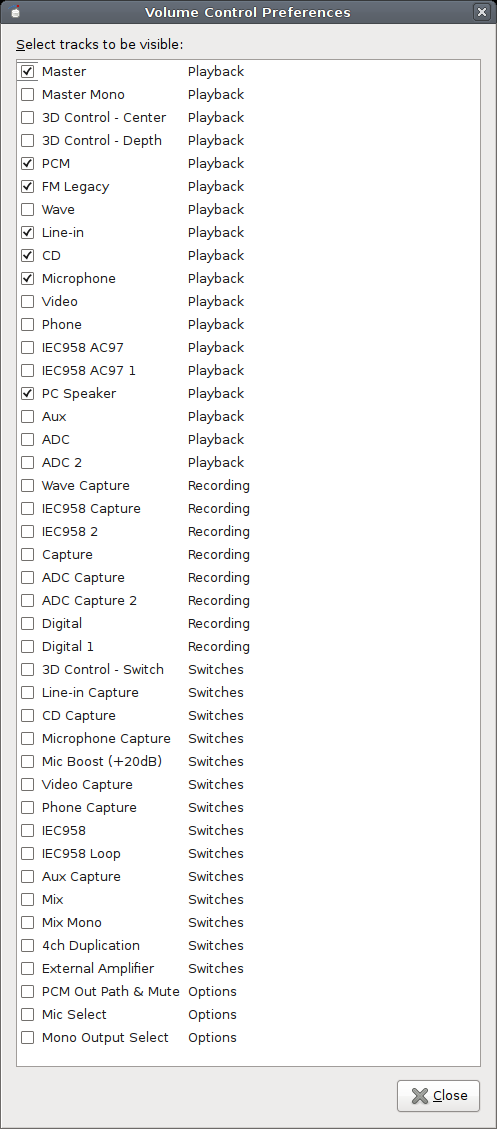 Volume Control Preferences
Select tracks to be visible:
Master Playback
Master Mono Playback
3D Control - Center Playback
3D Control - Depth Playback
PCM Playback
FM Legacy Playback
Wave Playback
Line-in Playback
CD Playback
Microphone Playback
Video Playback
Phone Playback
IEC958 AC97 Playback
IEC958 AC97 1 Playback
PC Speaker Playback
Aux Playback
ADC Playback
ADC 2 Playback
Wave Capture Recording
IEC958 Capture Recording
IEC958 2 Recording
Capture Recording
ADC Capture Recording
ADC Capture 2 Recording
Digital Recording
Digital 1 Recording
3D Control - Switch Switches
Line-in Capture Switches
CD Capture Switches
Microphone Capture Switches
Mic Boost (+20dB) Switches
Video Capture Switches
Phone Capture Switches
IEC958 Switches
IEC958 Loop Switches
Aux Capture Switches
Mix Switches
Mix Mono Switches
4ch Duplication Switches
External Amplifier Switches
PCM Out Path & Mute Options
Mic Select Options
Mono Output Select Options
Close